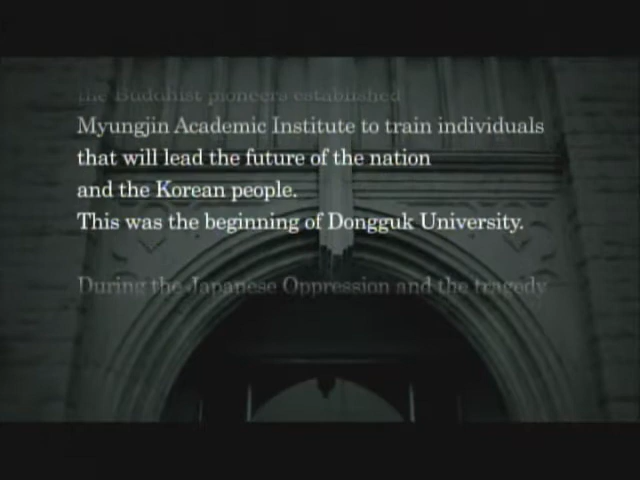 the Buddhist pioneers established
Myungjin Academic Institute to train individuals
that will lead the future of the nation
and the Korean people.
This was the beginning of Dongguk University.
During the Japanese Oppression and the tragedy